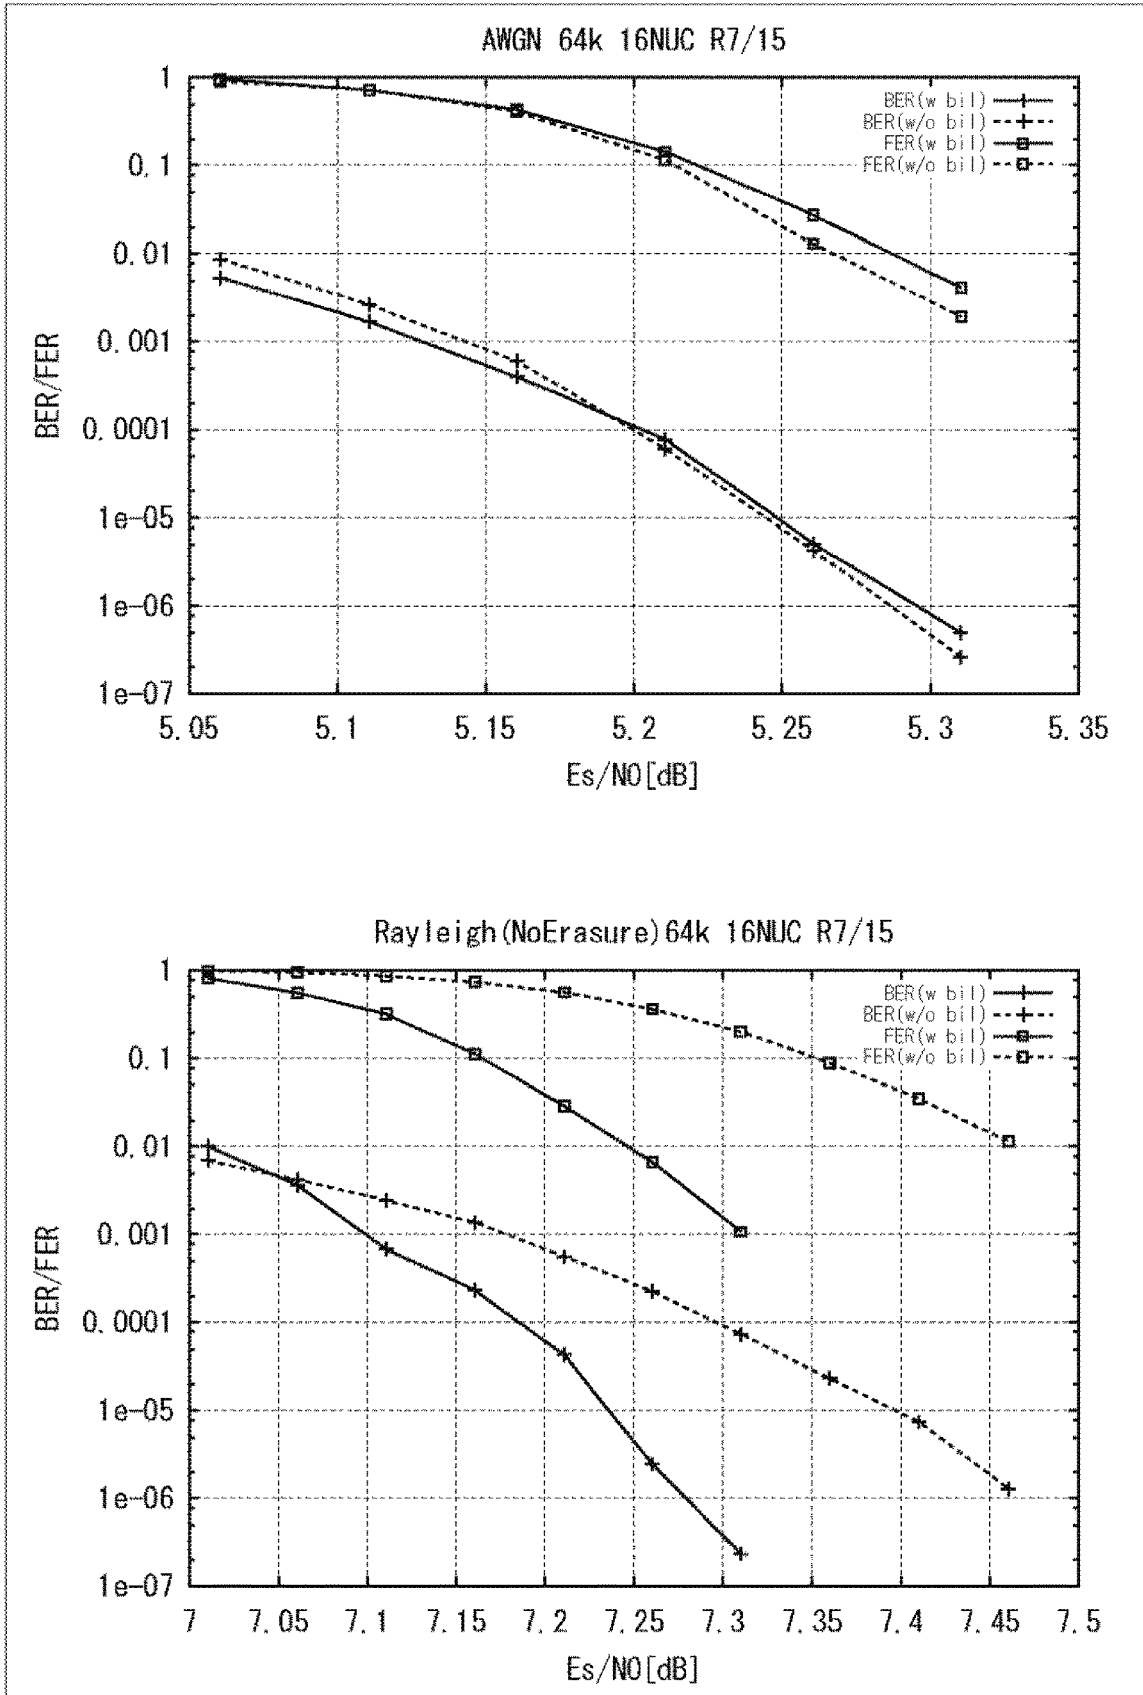 AWGN 64k 16NUC R7/15
1
0.1
0.01
0.001
0.0001
1e-05
1e-06
1e-07
BER/FER
BER(w bil)
BER(w/o bil)
FER(w bil)
FER(w/o bil)
5.05 5.1 5.15 5.2 5.25 5.3 5.35
Es/N0[dB]
Rayleigh(NoErasure)64k 16NUC R7/15
1
0.1
0.01
0.001
0.0001
1e-05
1e-06
1e-07
BER/FER
BER(w bil)
BER(w/o bil)
FER(w bil)
FER(w/o bil)
7 7.05 7.1 7.15 7.2 7.25 7.3 7.35 7.4 7.45 7.5
Es/N0[dB]